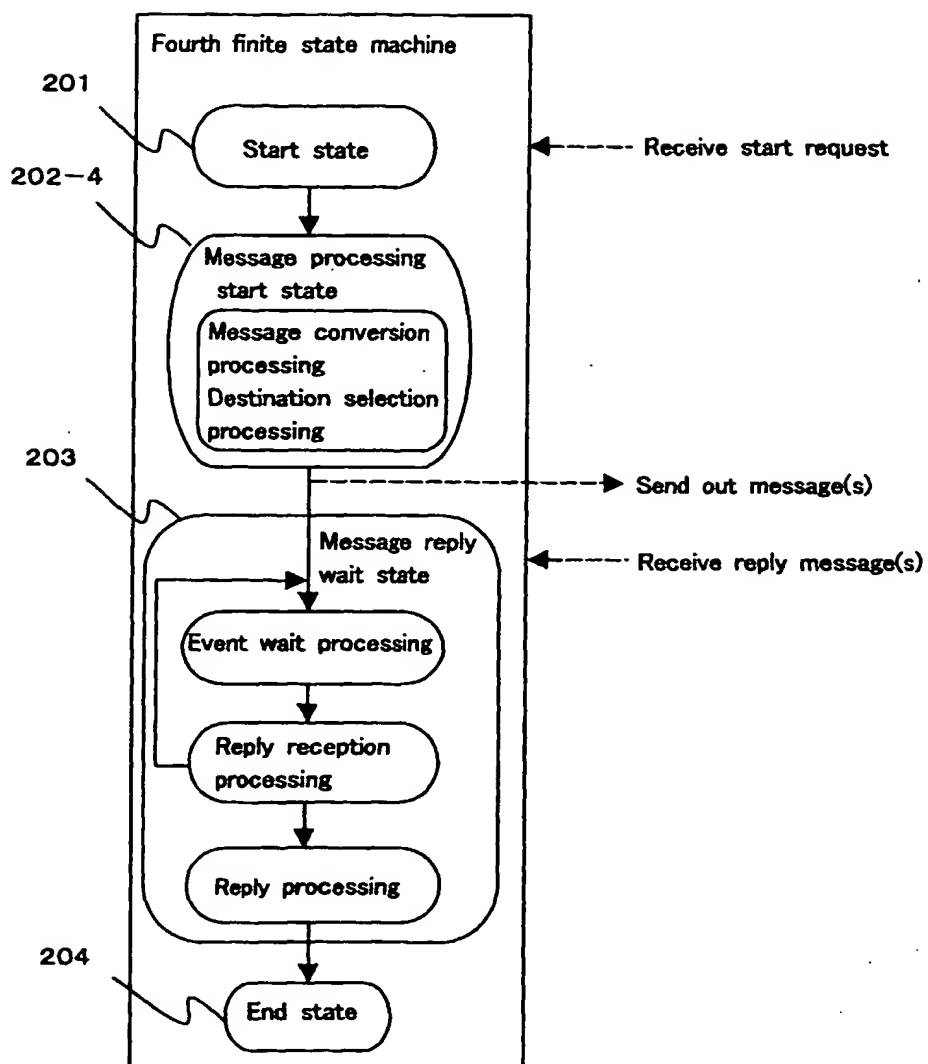 Fourth finite state machine
201
Start state
Receive start request
202-4
Message processing
start state
Message conversion
processing
Destination selection
processing
203
Send out message(s)
Message reply
wait state
Receive reply message(s)
Event wait processing
Reply reception
processing
Reply processing
204
End state